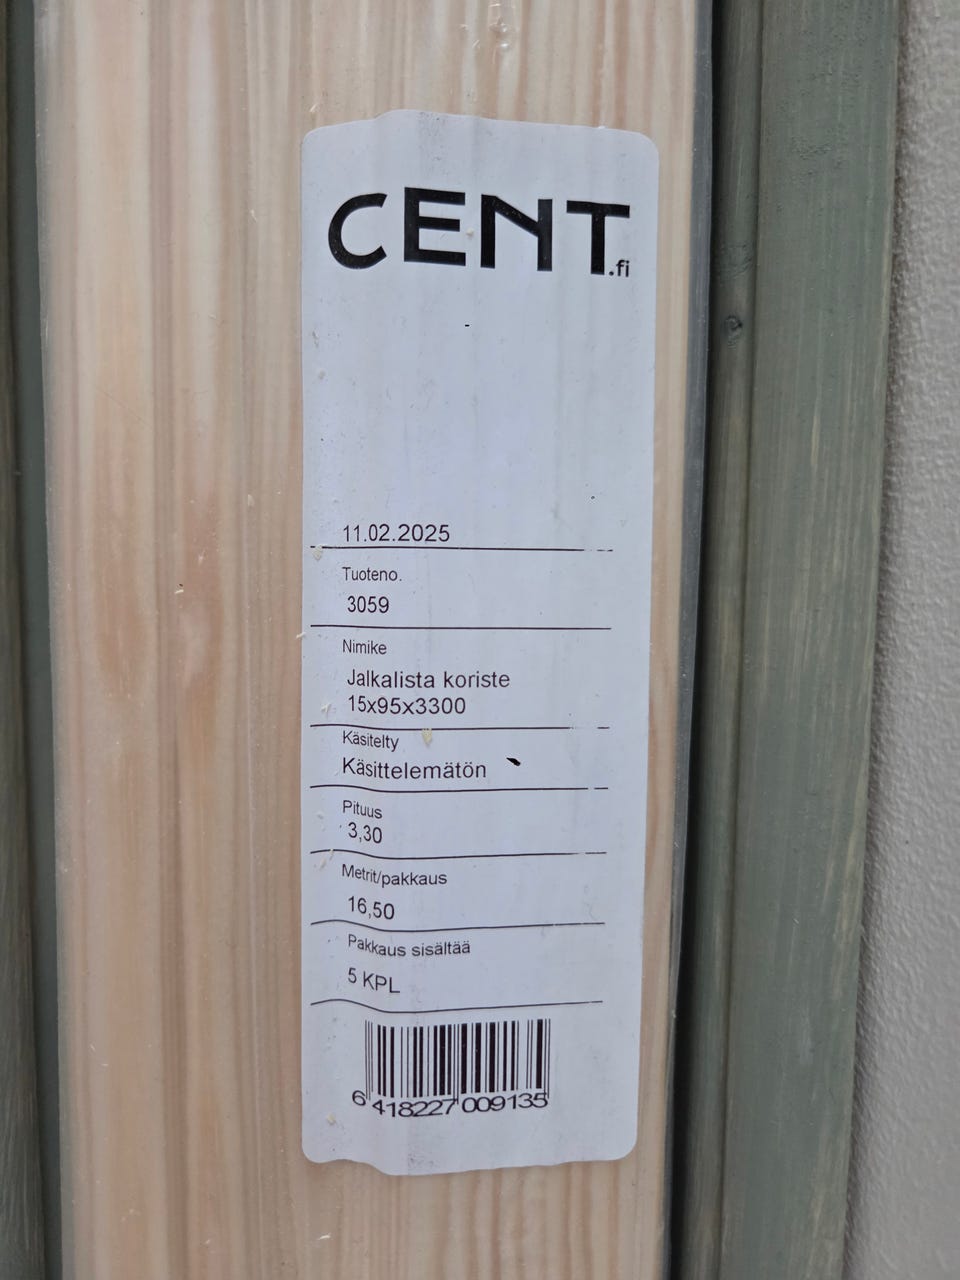 CENT.fi
-
11.02.2025
Tuoteno.
3059
Nimike
Jalkalista koriste
15x95x3300
Käsitelty
Käsittelemätön
Pituus
3,30
Metrit/pakkaus
16,50
Pakkaus sisältää
5 KPL
6 418227 009135